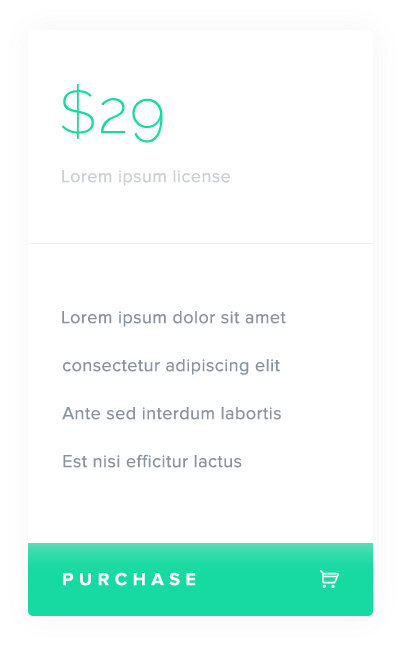 $29
Lorem ipsum license
Lorem ipsum dolor sit amet
consectetur adipiscing elit
Ante sed interdum labortis
Est nisi efficitur lactus
PURCHASE